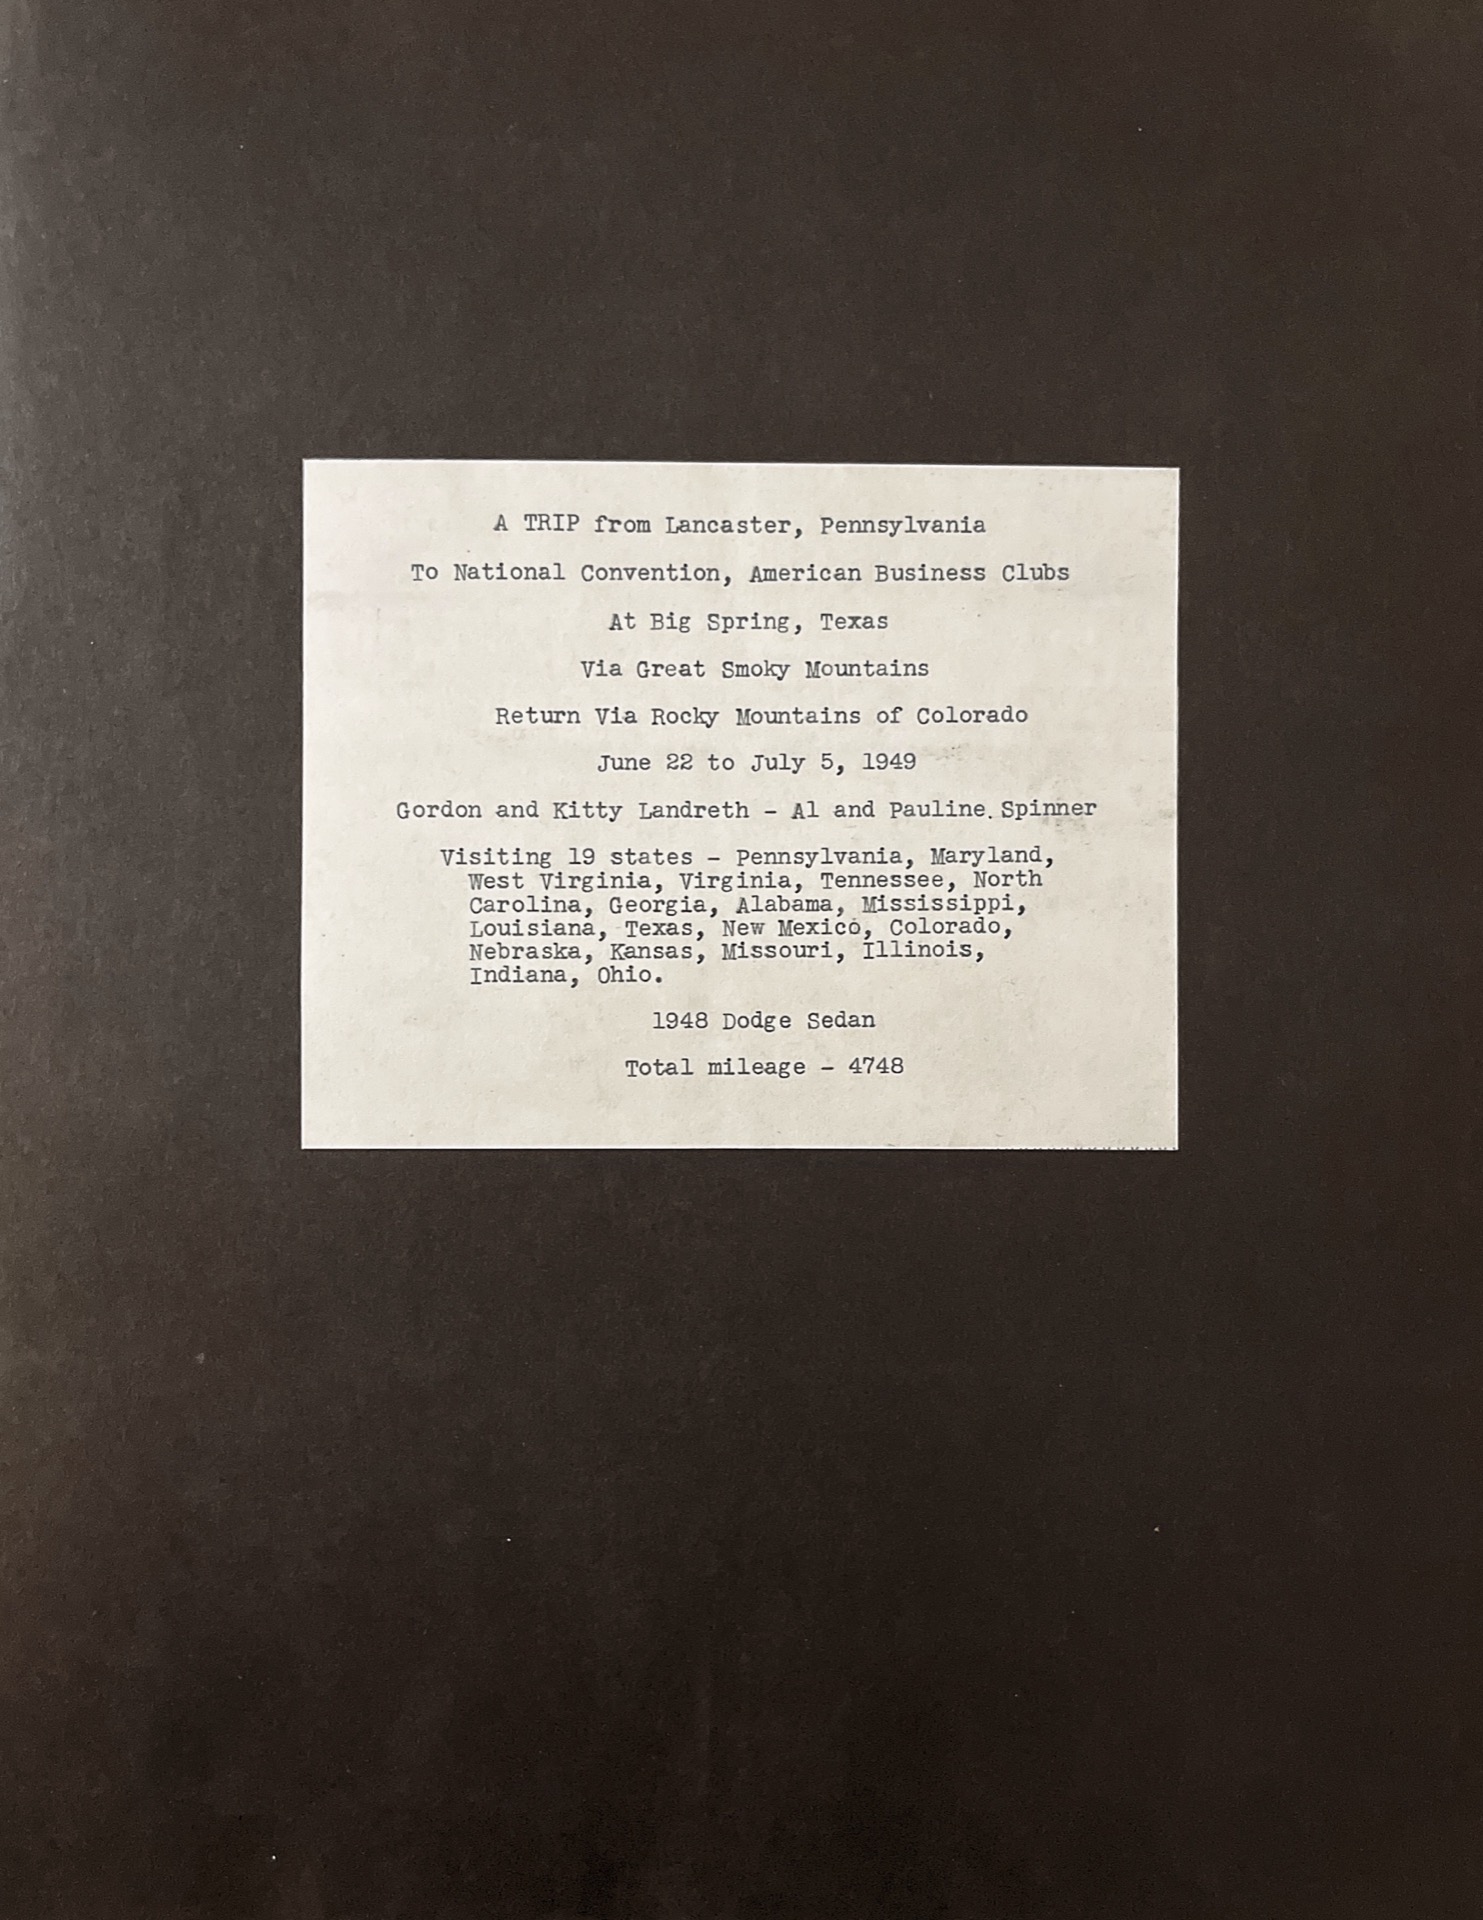 A TRIP from Lancaster, Pennsylvania
To National Convention, American Business Clubs
At Big Spring, Texas
Via Great Smoky Mountains
Return Via Rocky Mountains of Colorado
June 22 to July 5, 1949
Gordon and Kitty Landreth - Al and Pauline. Spinner
Visiting 19 states - Pennsylvania, Maryland,
West Virginia, Virginia, Tennessee, North
Carolina, Georgia, Alabama, Mississippi,
Louisiana, Texas, New Mexico, Colorado,
Nebraska, Kansas, Missouri, Illinois,
Indiana, Ohio.
1948 Dodge Sedan
Total mileage - 4748